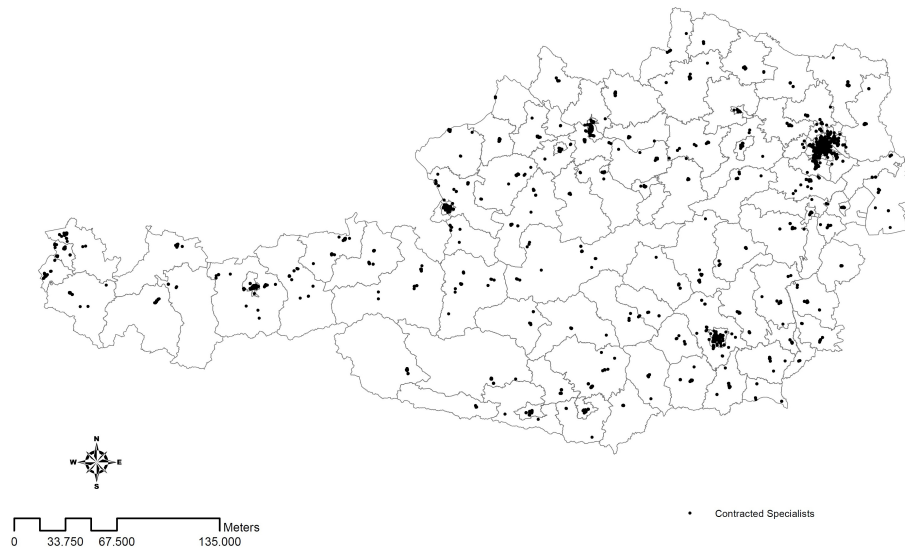 N
W E
S
Meters
0 33.750 67.500 135.000
Contracted Specialists